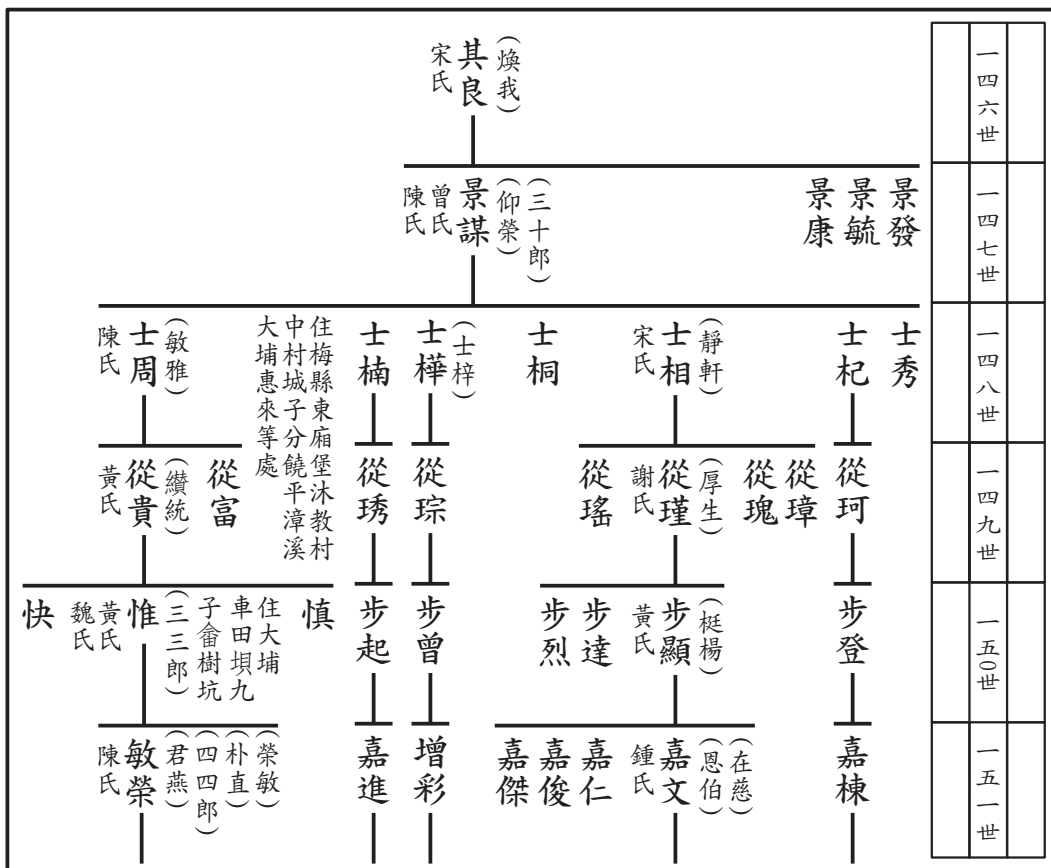 一四六世
(煥我)
其良
宋氏
一四七世
景發
景毓
景康
(三十郎)
(仰榮)
景謀
曾氏
陳氏
一四八世
士秀
士杞
(靜軒)
士相
宋氏
士桐
(士梓)
士樺
士楠
住梅縣東廂堡沐教村
中村城子分饒平漳溪
大埔惠來等處
(敏雅)
士周
陳氏
一四九世
從珂
從璋
從瑰
(厚生)
從瑾
謝氏
從瑤
從琮
從琇
從富
(纘統)
從貴
黃氏
一五〇世
步登
(梃楊)
步顯
黃氏
步達
步烈
步曾
步起
慎
住大埔
車田垻九
子畲樹坑
(三三郎)
惟
黃氏
魏氏
快
一五一世
嘉棟
(在慈)
(恩伯)
嘉文
鍾氏
嘉仁
嘉俊
嘉傑
增彩
嘉進
(榮敏)
(朴直)
(四四郎)
(君燕)
敏榮
陳氏